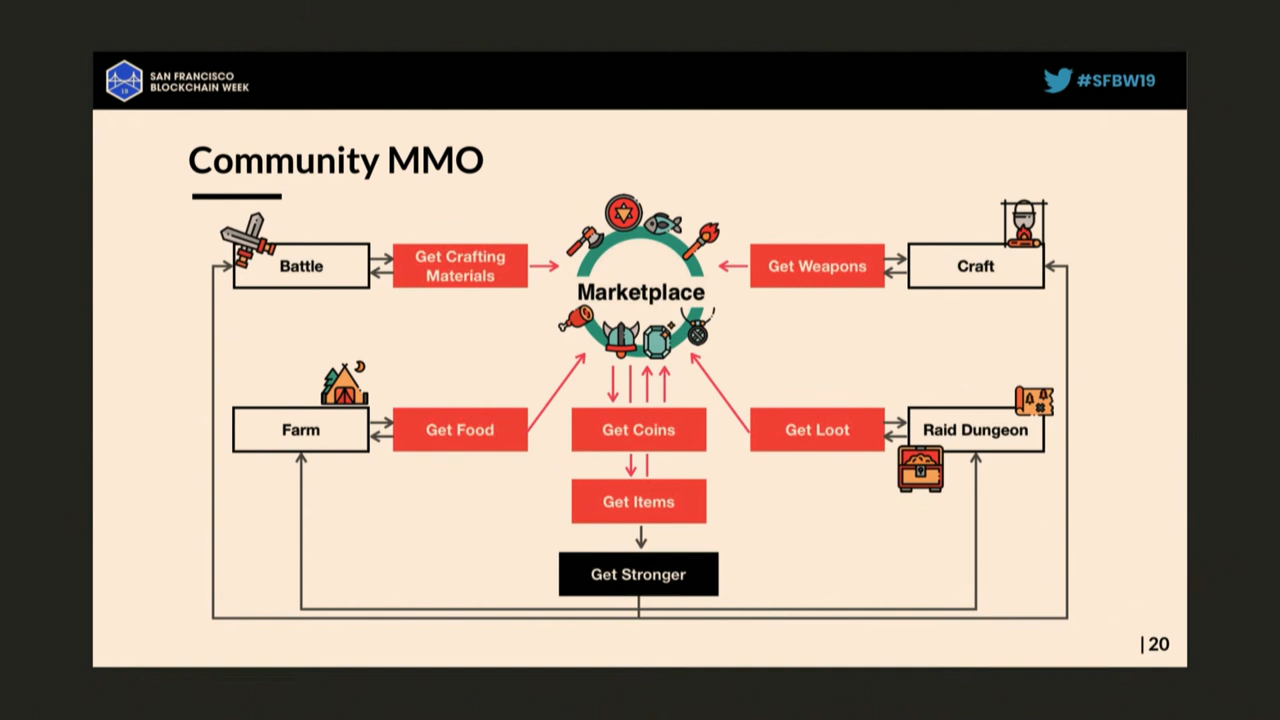 SAN FRANCISCO
BLOCKCHAIN WEEK
19
#SFBW19
Community MMO
Battle
Get Crafting
Materials
Marketplace
Get Weapons
Craft
Farm
Get Food
Get Coins
Get Loot
Raid Dungeon
Get Items
Get Stronger
| 20